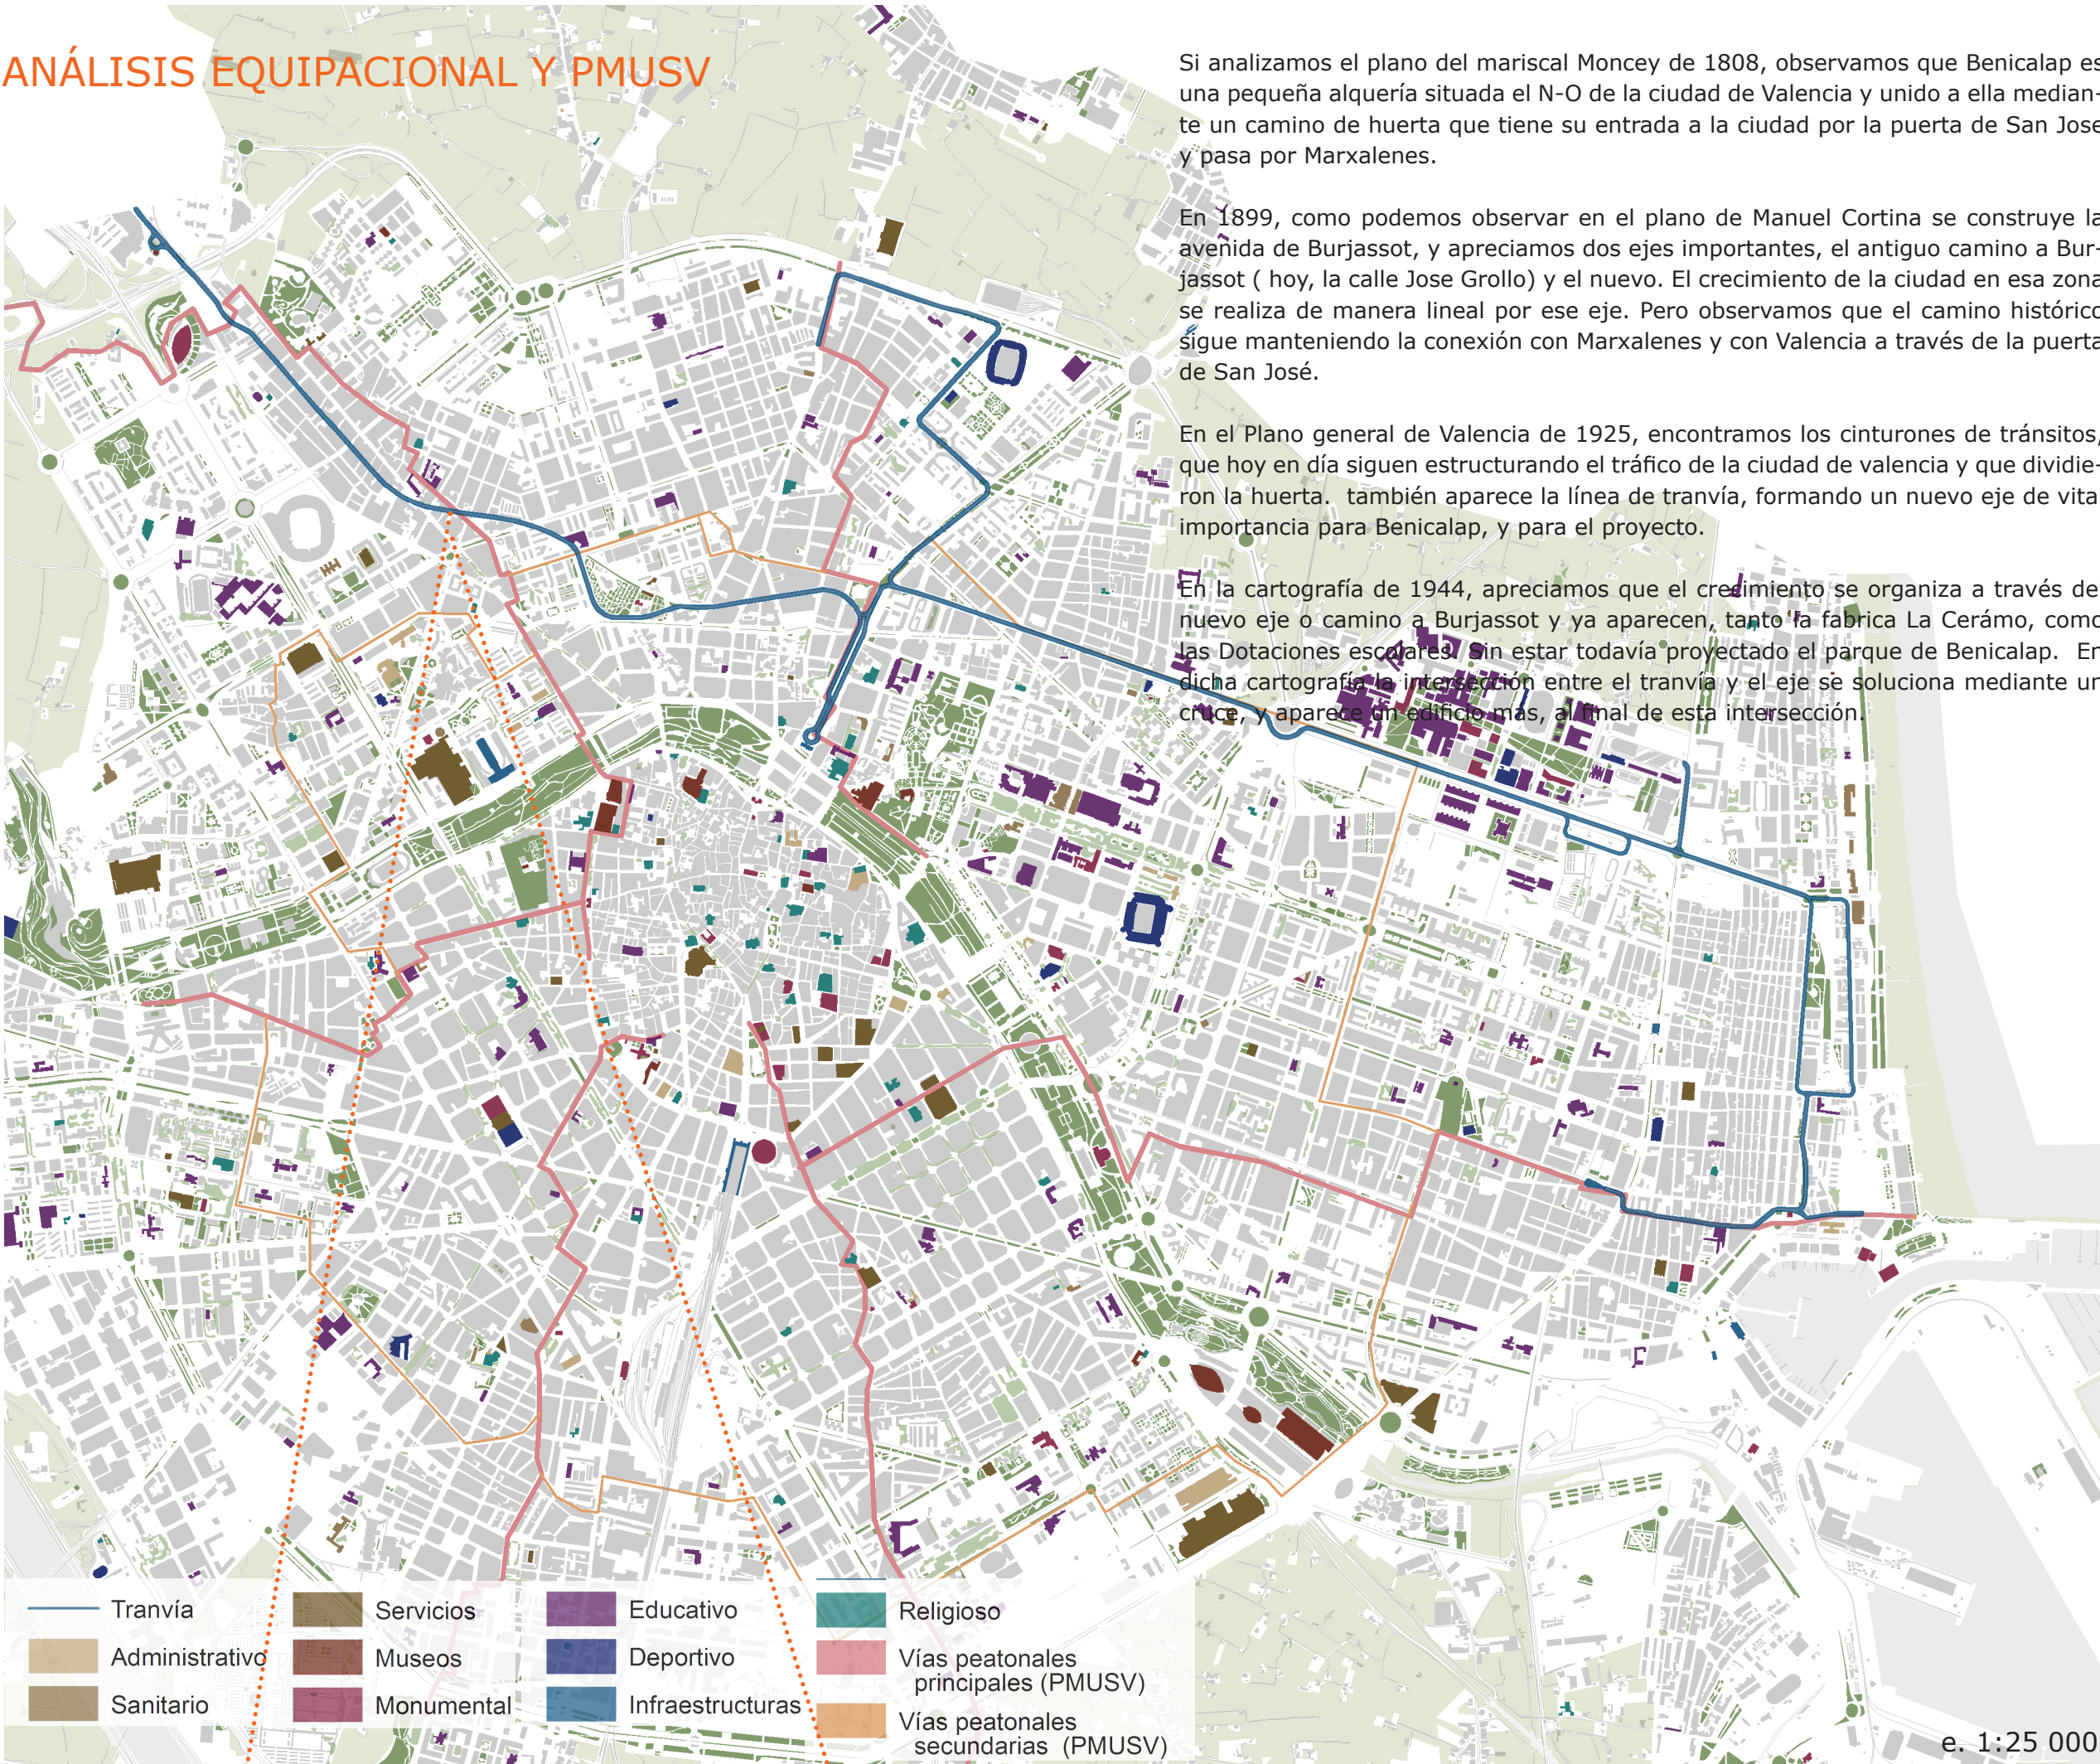 ANÁLISIS EQUIPACIONAL Y PMUSV
Si analizamos el plano del mariscal Moncey de 1808, observamos que Benicalap es
una pequeña alquería situada el N-O de la ciudad de Valencia y unido a ella median-
te un camino de huerta que tiene su entrada a la ciudad por la puerta de San Jose
y pasa por Marxalenes.
En 1899, como podemos observar en el plano de Manuel Cortina se construye la
avenida de Burjassot, y apreciamos dos ejes importantes, el antiguo camino a Bur-
jassot ( hoy, la calle Jose Grollo) y el nuevo. El crecimiento de la ciudad en esa zona
se realiza de manera lineal por ese eje. Pero observamos que el camino histórico
sigue manteniendo la conexión con Marxalenes y con Valencia a través de la puerta
de San José.
En el Plano general de Valencia de 1925, encontramos los cinturones de tránsitos,
que hoy en día siguen estructurando el tráfico de la ciudad de valencia y que dividie-
ron la huerta. también aparece la línea de tranvía, formando un nuevo eje de vita
importancia para Benicalap, y para el proyecto.
En la cartografía de 1944, apreciamos que el credimiento se organiza a través de
nuevo eje o camino a Burjassot y ya aparecen, tanto la fabrica La Cerámo, como
las Dotaciones escolares. Sin estar todavía proyectado el parque de Benicalap. En
dicha cartografía la intersección entre el tranvía y el eje se soluciona mediante un
cruce, y aparece un edificio más, al final de esta intersección.
Tranvía
Administrativo
Sanitario
Servicios
Museos
Monumental
Educativo
Deportivo
Infraestructuras
Religioso
Vías peatonales
principales (PMUSV)
Vías peatonales
secundarias (PMUSV)
e. 1:25 000